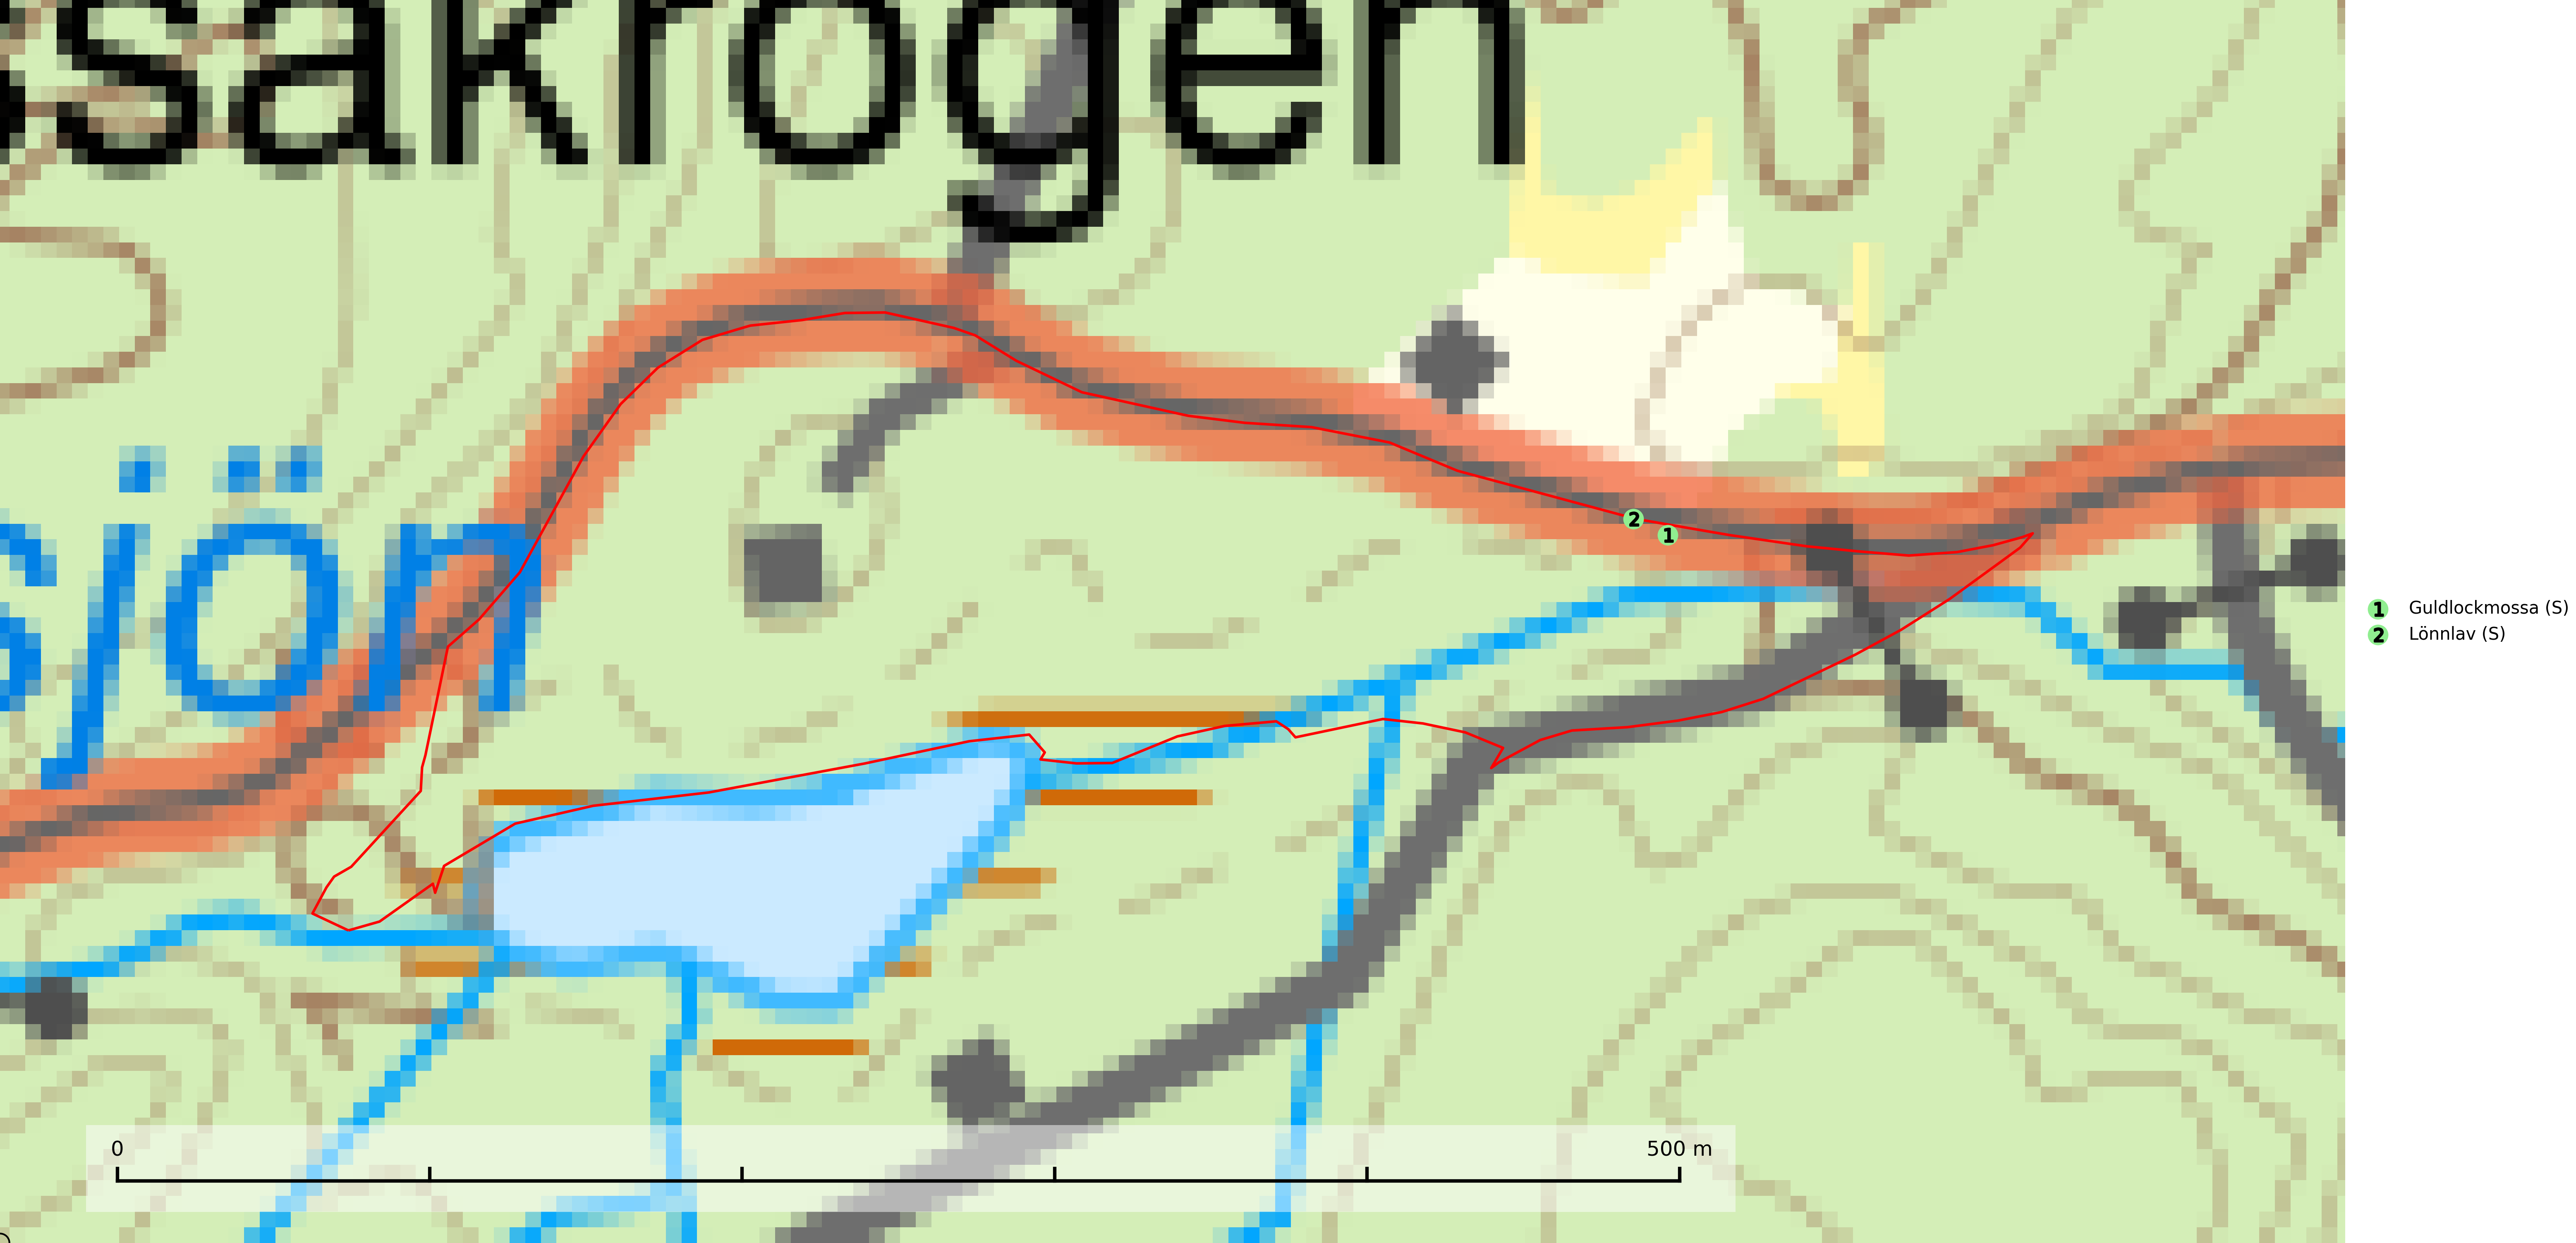 sakrogen
sjön
2
1
1 Guldlockmossa (S)
2 Lönnlav (S)
0 500 m